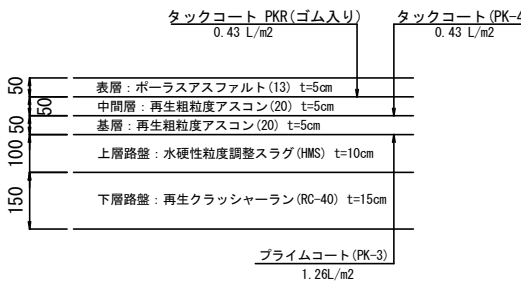 タックコート PKR(ゴム入り)
0.43 L/m2
タックコート(PK-4
0.43 L/m2
50
表層：ポーラスアスファルト(13) t=5cm
50
中間層：再生粗粒度アスコン(20) t=5cm
50
基層：再生粗粒度アスコン(20) t=5cm
100
上層路盤：水硬性粒度調整スラグ(HMS) t=10cm
150
下層路盤：再生クラッシャーラン(RC-40) t=15cm
プライムコート(PK-3)
1.26L/m2